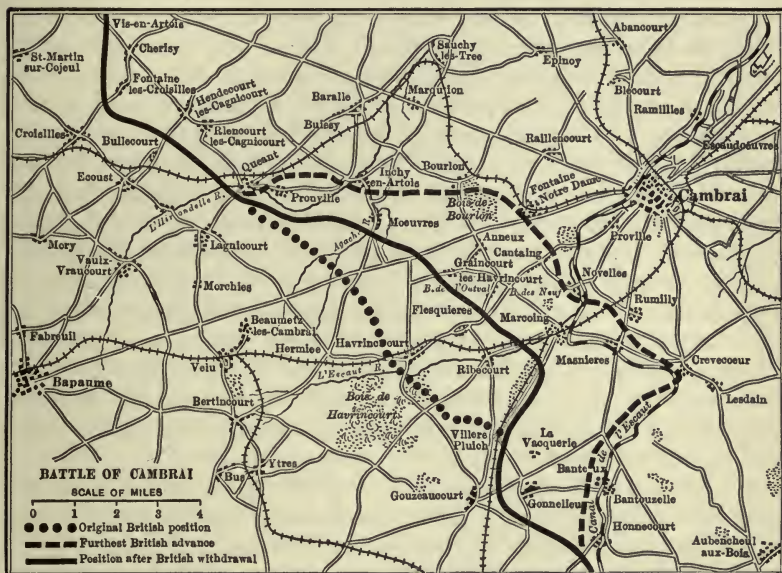 Vis-en-Artois
St-Martin
sur-Cojeul
Cherisy
Fontaine
les-Croisilles
Hendecourt
les-Cagnicourt
Croisilles
Bullecourt
Riencourt
les-Cagnicourt
Ecoust
Queant
Pronville
L'Hirondelle R.
Sauchy
les-Tree
Baralle
Marquion
Buissy
Inchy
en-Artois
Bourlon
Bois de
Bourlon
Moeuvres
Agache R.
Epinoy
Abancourt
Blecourt
Ramillies
Raillencourt
Escaudoeuvres
Fontaine
Notre Dame
Cambrai
Proville
Mory
Vaulx-
Vraucourt
Lagnicourt
Morchies
Anneux
Cantaing
Graincourt
les Havrincourt
B. de l'Orval
B. des Neuf
Noyelles
Rumilly
Fabreuil
Beaumetz
les-Cambrai
Hermies
Havrincourt
Flesquieres
Marcoing
Masnieres
Crevecoeur
Lesdain
Bapaume
Velu
L'Escaut R.
Ribecourt
Bertincourt
Bois de
Havrincourt
Villers
Pluich
La
Vacquerie
Banteux
Canal de l'Escaut
Bus
Ytres
Gouzeaucourt
Gonnelieu
Bantouzelle
Honnecourt
Aubencheul
aux-Bois
BATTLE OF CAMBRAI
SCALE OF MILES
0 1 2 3 4
Original British position
Furthest British advance
Position after British withdrawal